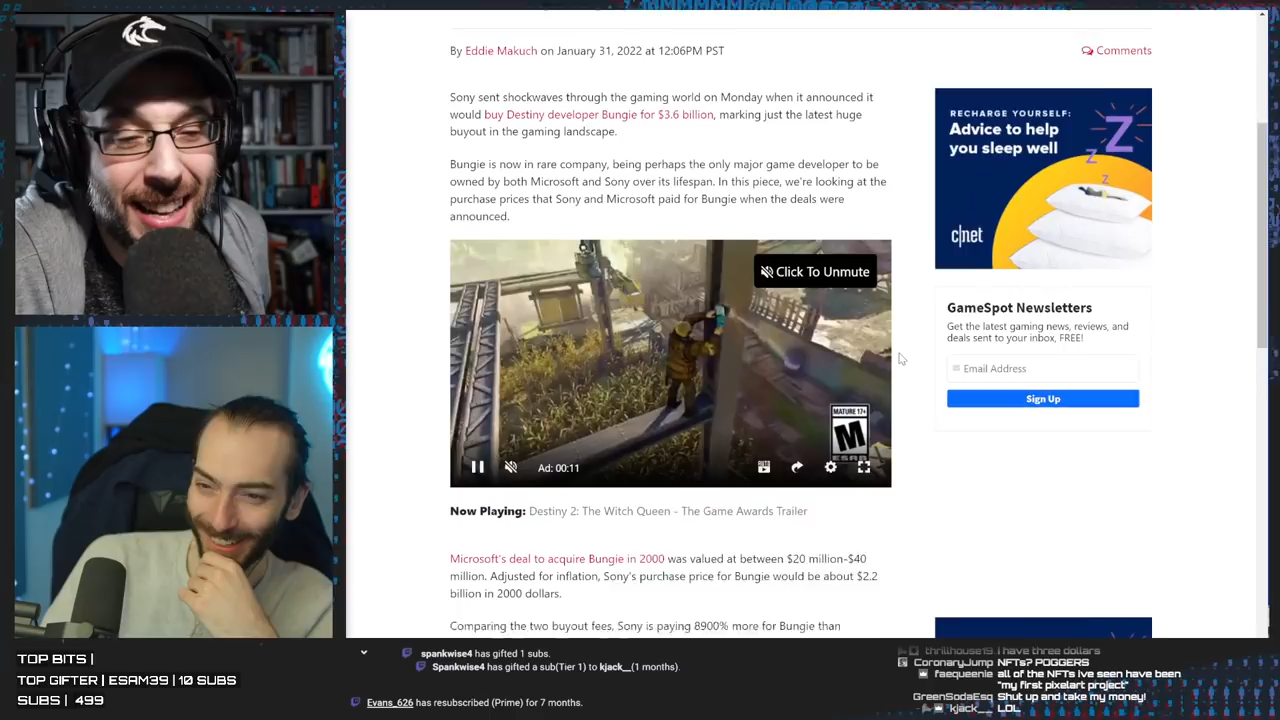 By Eddie Makuch on January 31, 2022 at 12:06PM PST
Comments
Sony sent shockwaves through the gaming world on Monday when it announced it
would buy Destiny developer Bungie for $3.6 billion, marking just the latest huge
buyout in the gaming landscape.
Bungie is now in rare company, being perhaps the only major game developer to be
owned by both Microsoft and Sony over its lifespan. In this piece, we're looking at the
purchase prices that Sony and Microsoft paid for Bungie when the deals were
announced.
Click To Unmute
MATURE 17+
M
ESRB
Ad: 00:11
Now Playing: Destiny 2: The Witch Queen - The Game Awards Trailer
Microsoft's deal to acquire Bungie in 2000 was valued at between $20 million-$40
million. Adjusted for inflation, Sony's purchase price for Bungie would be about $2.2
billion in 2000 dollars.
Comparing the two buyout fees, Sony is paying 8900% more for Bungie than
RECHARGE YOURSELF:
Advice to help
you sleep well
Z
Z
Z
c|net
GameSpot Newsletters
Get the latest gaming news, reviews, and
deals sent to your inbox, FREE!
Email Address
Sign Up
TOP BITS |
TOP GIFTER | ESAM39 | 10 SUBS
SUBS | 499
spankwise4 has gifted 1 subs.
Spankwise4 has gifted a sub(Tier 1) to kjack__(1 months).
Evans_626 has resubscribed (Prime) for 7 months.
thrillhouse19 i have three dollars
CoronaryJump NFTs? POGGERS
faequeenie all of the NFTs ive seen have been
"my first pixelart project"
GreenSodaEsq Shut up and take my money!
kjack__ LOL